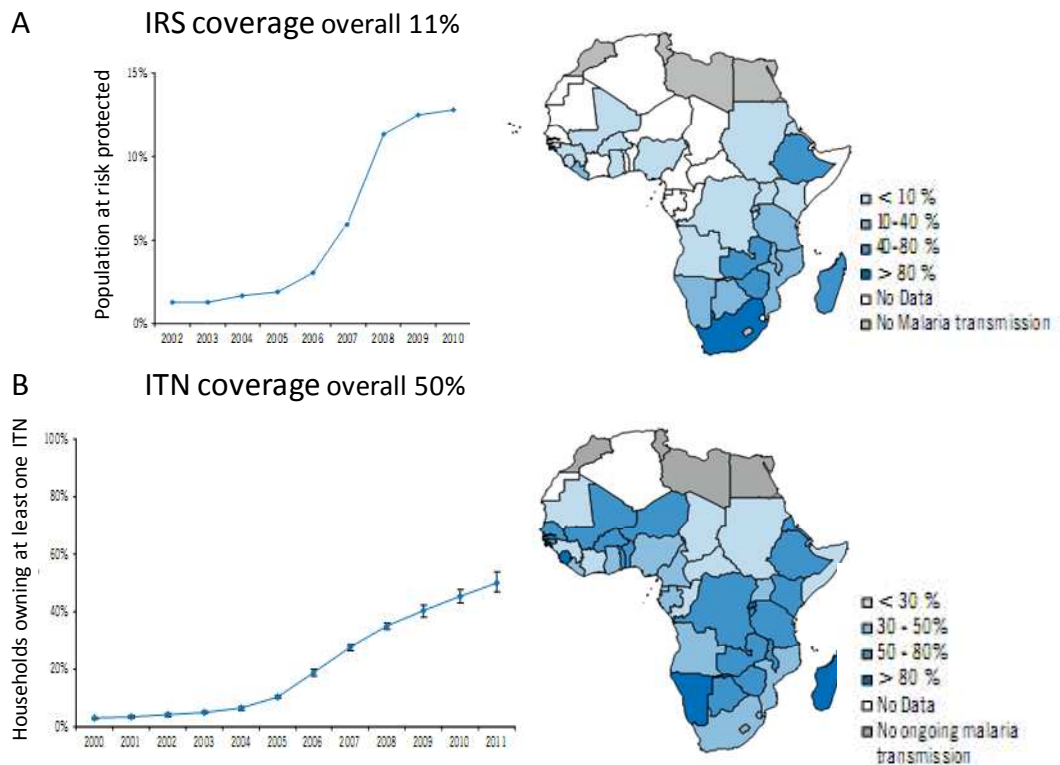 A
IRS coverage overall 11%
Population at risk protected
15%
10%
5%
0%
2002 2003 2004 2005 2006 2007 2008 2009 2010
< 10 %
10-40 %
40-80 %
> 80 %
No Data
No Malaria transmission
B
ITN coverage overall 50%
Households owning at least one ITN
100%
80%
60%
40%
20%
0%
2000 2001 2002 2003 2004 2005 2006 2007 2008 2009 2010 2011
< 30 %
30 - 50%
50 - 80%
> 80 %
No Data
No ongoing malaria
transmission